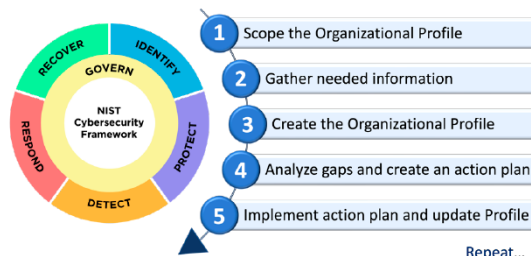 RECOVER
IDENTIFY
GOVERN
NIST
Cybersecurity
Framework
RESPOND
PROTECT
DETECT
1 Scope the Organizational Profile
2 Gather needed information
3 Create the Organizational Profile
4 Analyze gaps and create an action plan
5 Implement action plan and update Profile
Repeat...